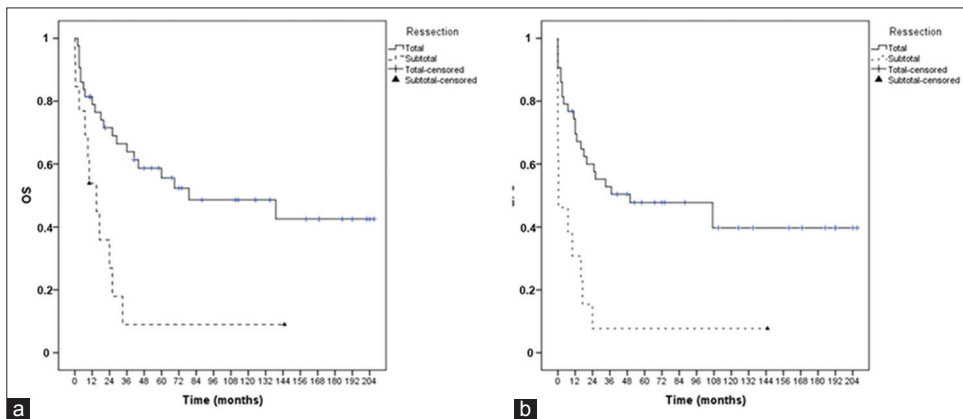 Ressection
Total
Subtotal
Total-censored
Subtotal-censored
1
0.8
0.6
0.4
0.2
0
OS
0 12 24 36 48 60 72 84 96 108 120 132 144 156 168 180 192 204
Time (months)
a
Ressection
Total
Subtotal
Total-censored
Subtotal-censored
1
0.8
0.6
0.4
0.2
0
0 12 24 36 48 60 72 84 96 108 120 132 144 156 168 180 192 204
Time (months)
b